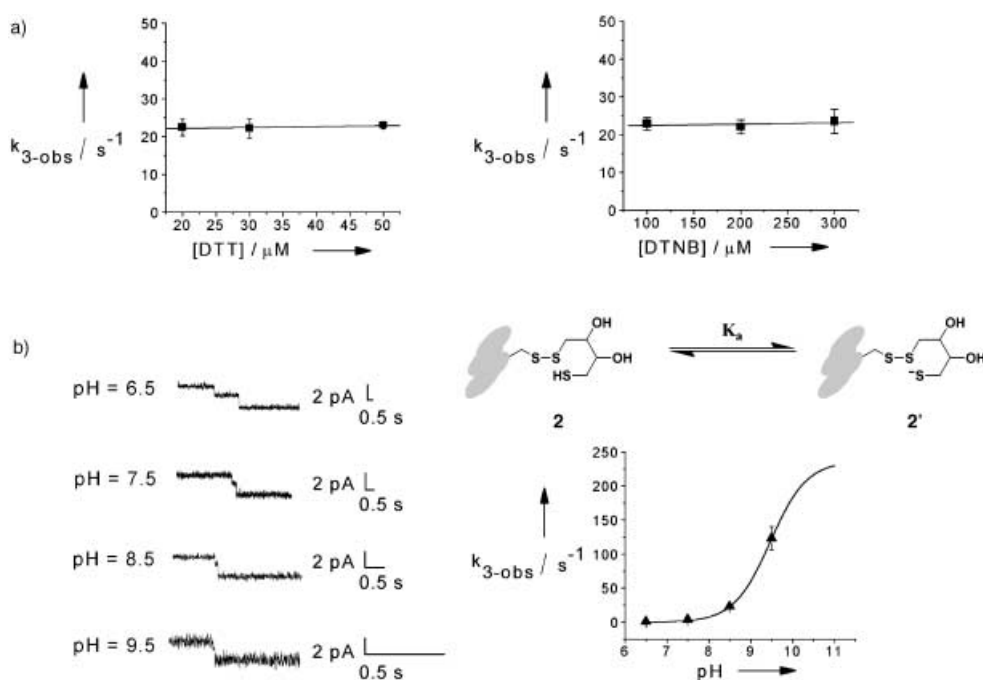 a)
50
40
30
20
10
0
k3-obs / s-1
20 25 30 35 40 45 50
[DTT] / μM
50
40
30
20
10
0
k3-obs / s-1
100 150 200 250 300
[DTNB] / μM
b)
pH = 6.5
2 pA
0.5 s
pH = 7.5
2 pA
0.5 s
pH = 8.5
2 pA
0.5 s
pH = 9.5
2 pA
0.5 s
S-S
OH
OH
HS
2
Ka
S-S
OH
OH
-S
2'
250
200
150
100
50
0
k3-obs / s-1
6 7 8 9 10 11
pH